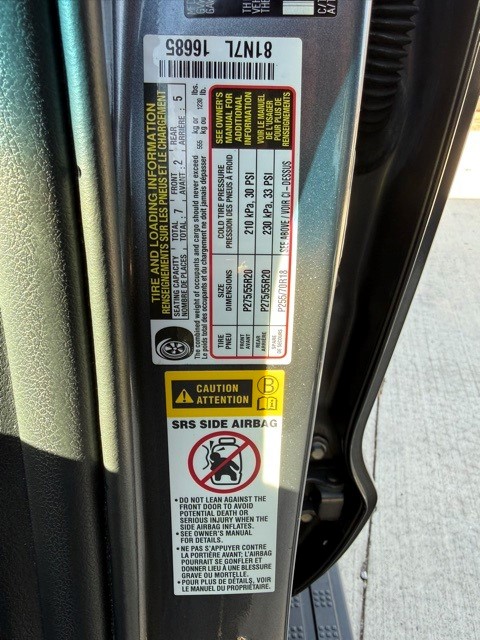 TH
VEH
THE
C/T
A/T
81N7L 16685
TIRE AND LOADING INFORMATION
RENSEIGNEMENTS SUR LES PNEUS ET LE CHARGEMENT
SEATING CAPACITY TOTAL: 7 FRONT 2 REAR 5
NOMBRE DE PLACES TOTAL: 7 AVANT: 2 ARRIÈRE: 5
The combined weight of occupants and cargo should never exceed 555 kg or 1230 lbs.
Le poids total des occupants et du chargement ne doit jamais dépasser kg ou lb.
TIRE SIZE COLD TIRE PRESSURE
PNEU DIMENSIONS PRESSION DES PNEUS À FROID
FRONT P275/55R20 210 kPa, 30 PSI
AVANT
REAR P275/55R20 230 kPa, 33 PSI
ARRIÈRE
SPARE P255/70R18 SEE ABOVE / VOIR CI-DESSUS
DE SECOURS
SEE OWNER'S
MANUAL FOR
ADDITIONAL
INFORMATION
VOIR LE MANUEL
DE L'USAGER
POUR PLUS DE
RENSEIGNEMENTS
CAUTION
ATTENTION
B
SRS SIDE AIRBAG
• DO NOT LEAN AGAINST THE
FRONT DOOR TO AVOID
POTENTIAL DEATH OR
SERIOUS INJURY WHEN THE
SIDE AIRBAG INFLATES.
• SEE OWNER'S MANUAL
FOR DETAILS.
• NE PAS S'APPUYER CONTRE
LA PORTIÈRE AVANT: L'AIRBAG
POURRAIT SE GONFLER ET
DONNER LIEU À UNE BLESSURE
GRAVE OU MORTELLE.
• POUR PLUS DE DÉTAILS, VOIR
LE MANUEL DU PROPRIÉTAIRE.